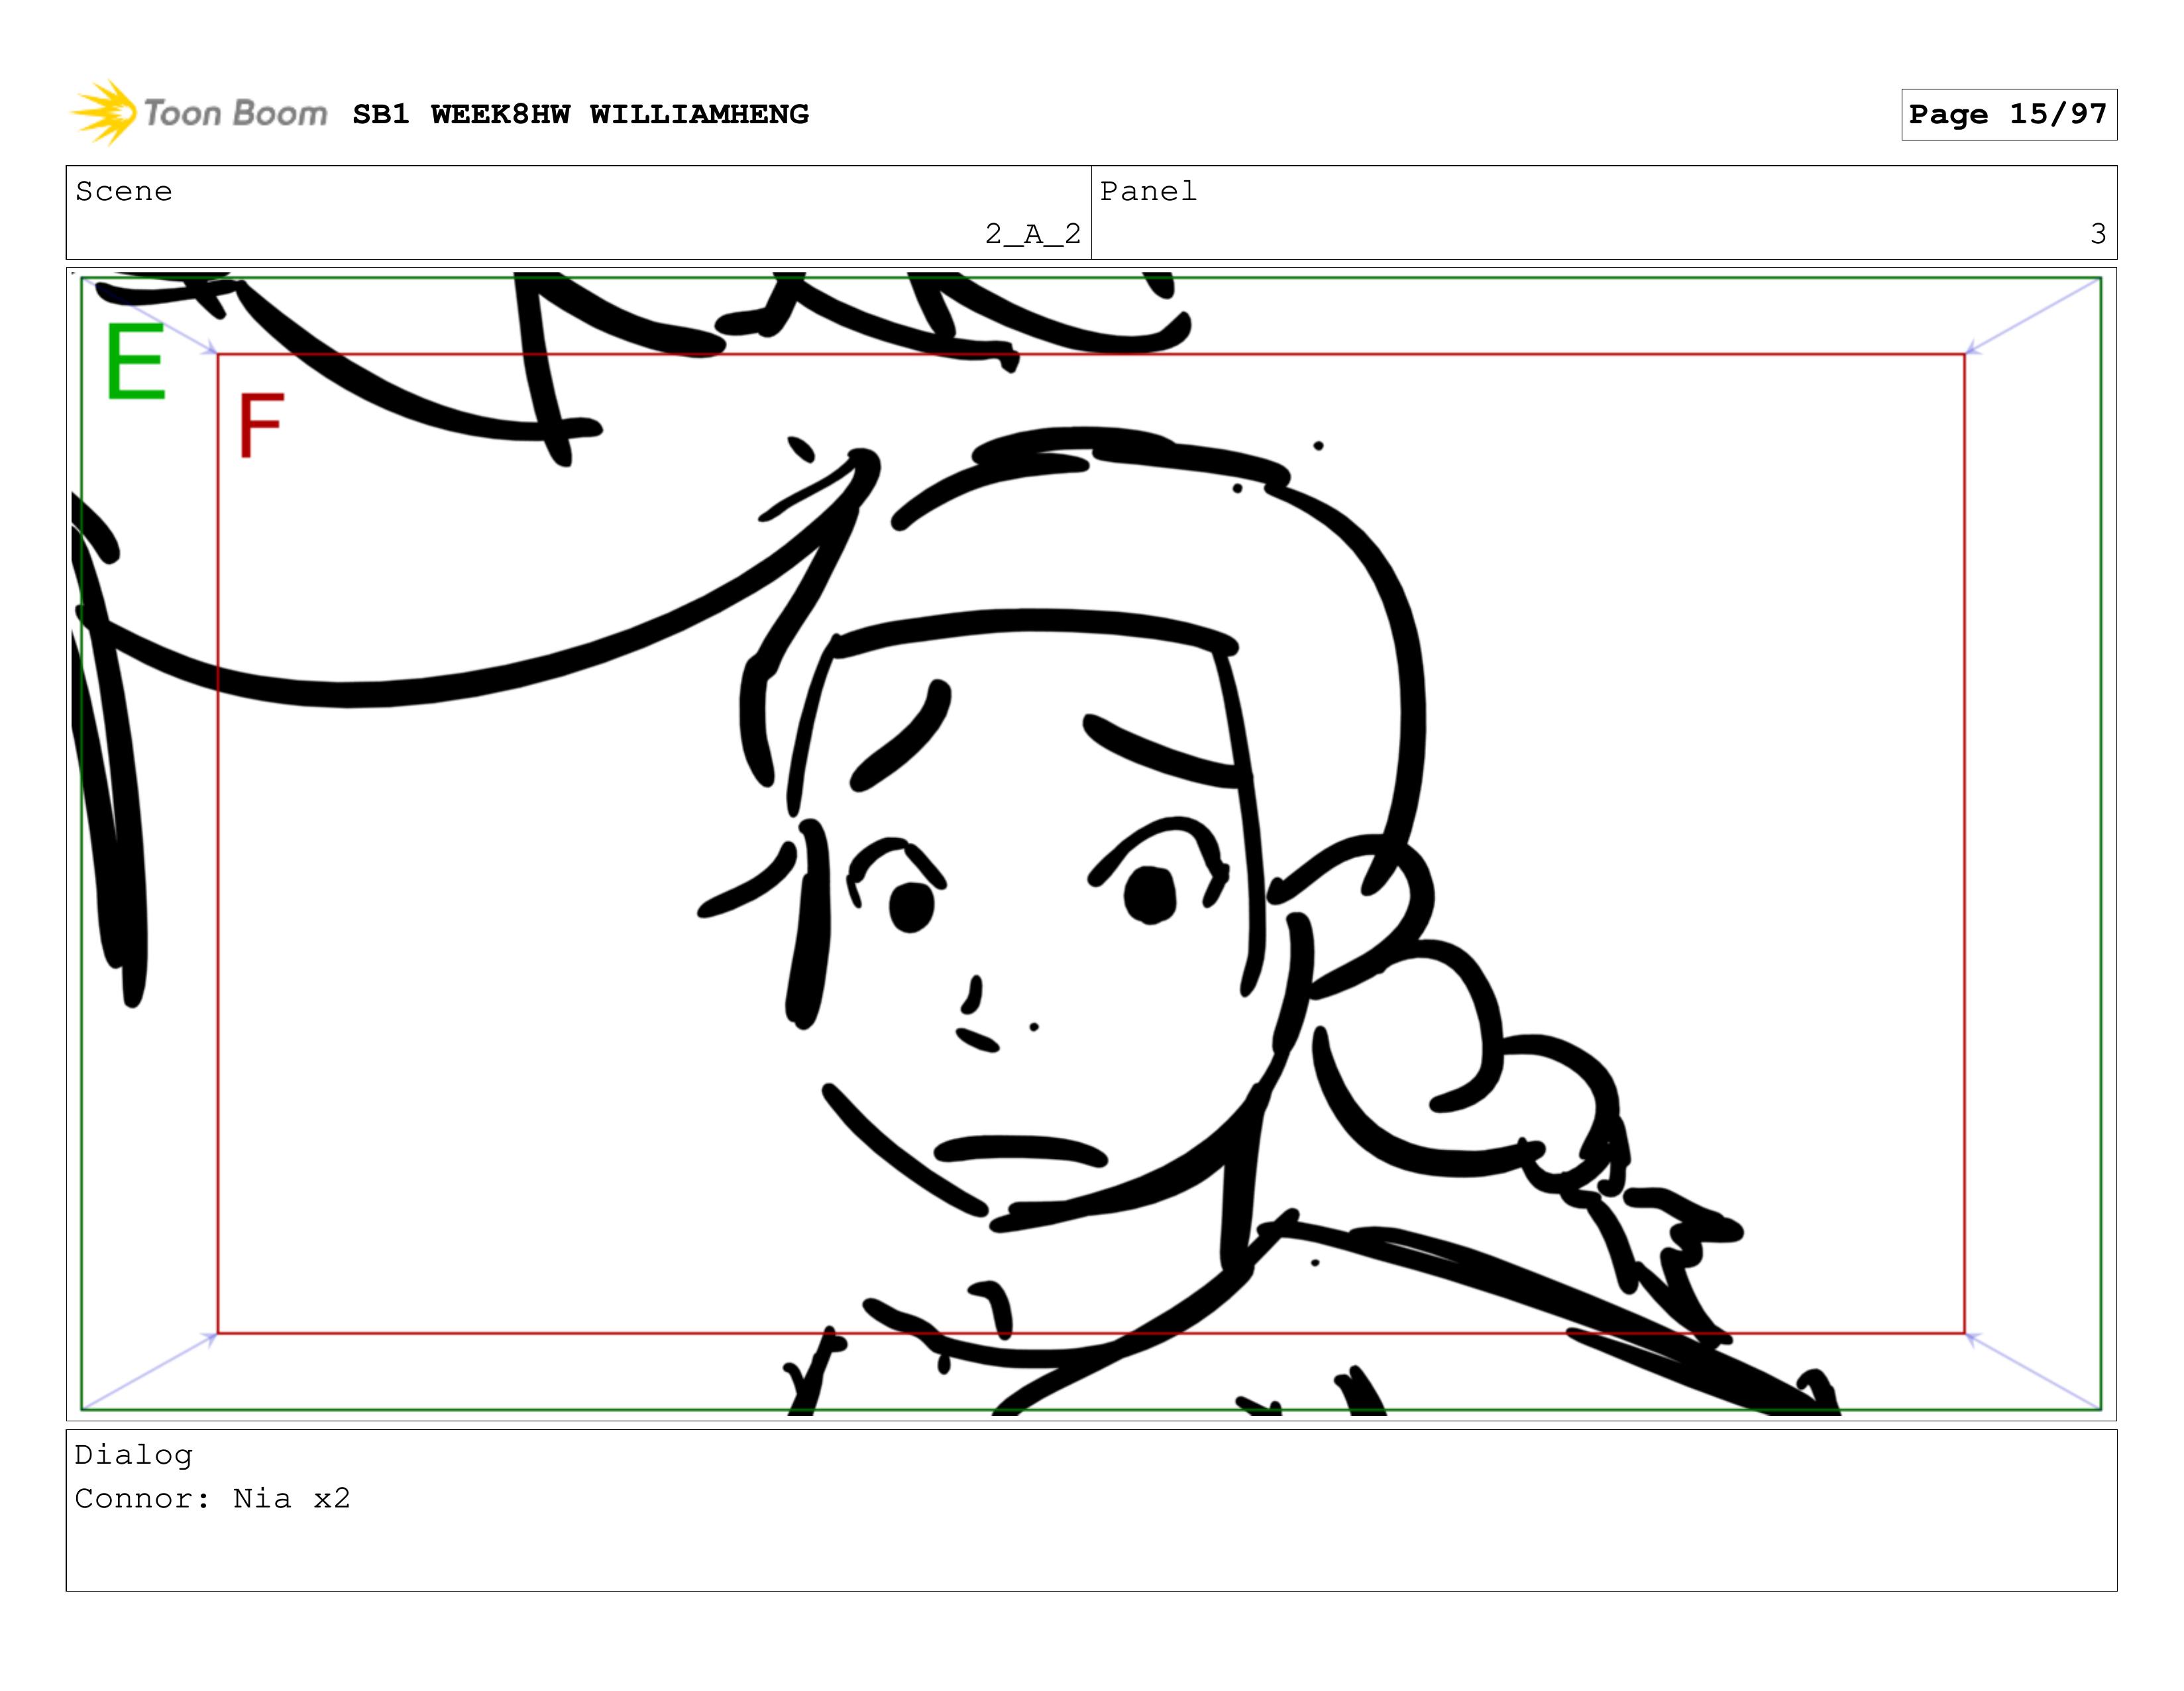 Toon Boom SB1 WEEK8HW WILLIAMHENG
Page 15/97
Scene
2_A_2
Panel
3
E
F
Dialog
Connor: Nia x2